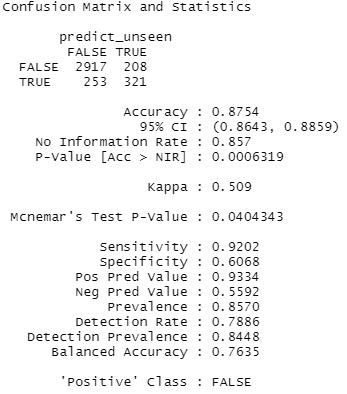 Confusion Matrix and Statistics
predict_unseen
FALSE TRUE
FALSE 2917 208
TRUE 253 321
Accuracy : 0.8754
95% CI : (0.8643, 0.8859)
No Information Rate : 0.857
P-Value [Acc > NIR] : 0.0006319
Kappa : 0.509
Mcnemar's Test P-Value : 0.0404343
Sensitivity : 0.9202
Specificity : 0.6068
Pos Pred Value : 0.9334
Neg Pred Value : 0.5592
Prevalence : 0.8570
Detection Rate : 0.7886
Detection Prevalence : 0.8448
Balanced Accuracy : 0.7635
'Positive' Class : FALSE